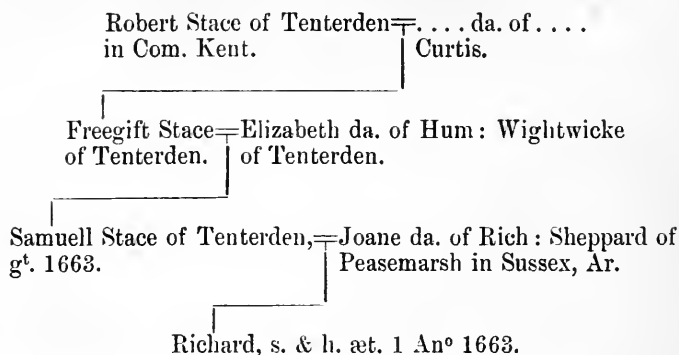 Robert Stace of Tenterden=. . . . da. of . . . .
in Com. Kent. Curtis.
Freegift Stace=Elizabeth da. of Hum: Wightwicke
of Tenterden. of Tenterden.
Samuell Stace of Tenterden,=Joane da. of Rich: Sheppard of
gᵗ. 1663. Peasemarsh in Sussex, Ar.
Richard, s. & h. æt. 1 Anº 1663.